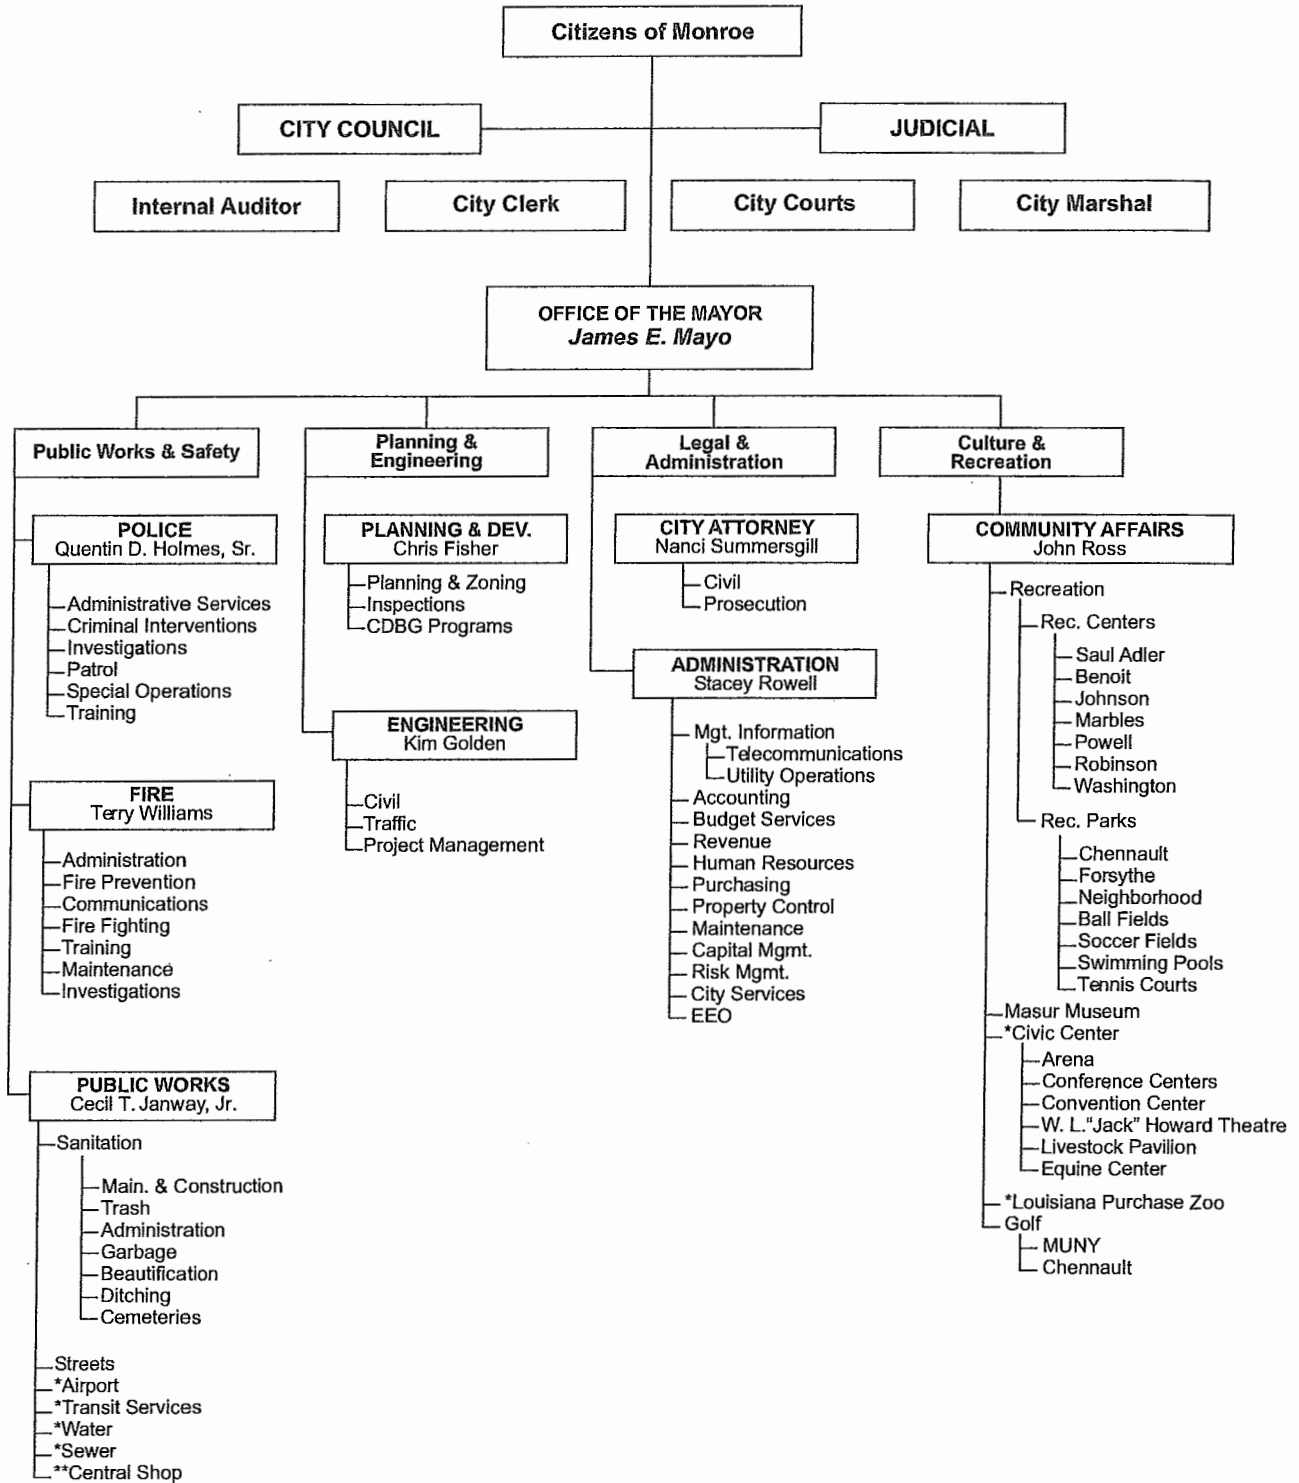 Citizens of Monroe
CITY COUNCIL
JUDICIAL
Internal Auditor
City Clerk
City Courts
City Marshal
OFFICE OF THE MAYOR
James E. Mayo
Public Works & Safety
POLICE
Quentin D. Holmes, Sr.
Administrative Services
Criminal Interventions
Investigations
Patrol
Special Operations
Training
FIRE
Terry Williams
Administration
Fire Prevention
Communications
Fire Fighting
Training
Maintenance
Investigations
PUBLIC WORKS
Cecil T. Janway, Jr.
Sanitation
Main. & Construction
Trash
Administration
Garbage
Beautification
Ditching
Cemeteries
Streets
*Airport
*Transit Services
*Water
*Sewer
**Central Shop
Planning &
Engineering
PLANNING & DEV.
Chris Fisher
Planning & Zoning
Inspections
CDBG Programs
ENGINEERING
Kim Golden
Civil
Traffic
Project Management
Legal &
Administration
CITY ATTORNEY
Nanci Summersgill
Civil
Prosecution
ADMINISTRATION
Stacey Rowell
Mgt. Information
Telecommunications
Utility Operations
Accounting
Budget Services
Revenue
Human Resources
Purchasing
Property Control
Maintenance
Capital Mgmt.
Risk Mgmt.
City Services
EEO
Culture &
Recreation
COMMUNITY AFFAIRS
John Ross
Recreation
Rec. Centers
Saul Adler
Benoit
Johnson
Marbles
Powell
Robinson
Washington
Rec. Parks
Chennault
Forsythe
Neighborhood
Ball Fields
Soccer Fields
Swimming Pools
Tennis Courts
Masur Museum
*Civic Center
Arena
Conference Centers
Convention Center
W. L."Jack" Howard Theatre
Livestock Pavilion
Equine Center
*Louisiana Purchase Zoo
Golf
MUNY
Chennault